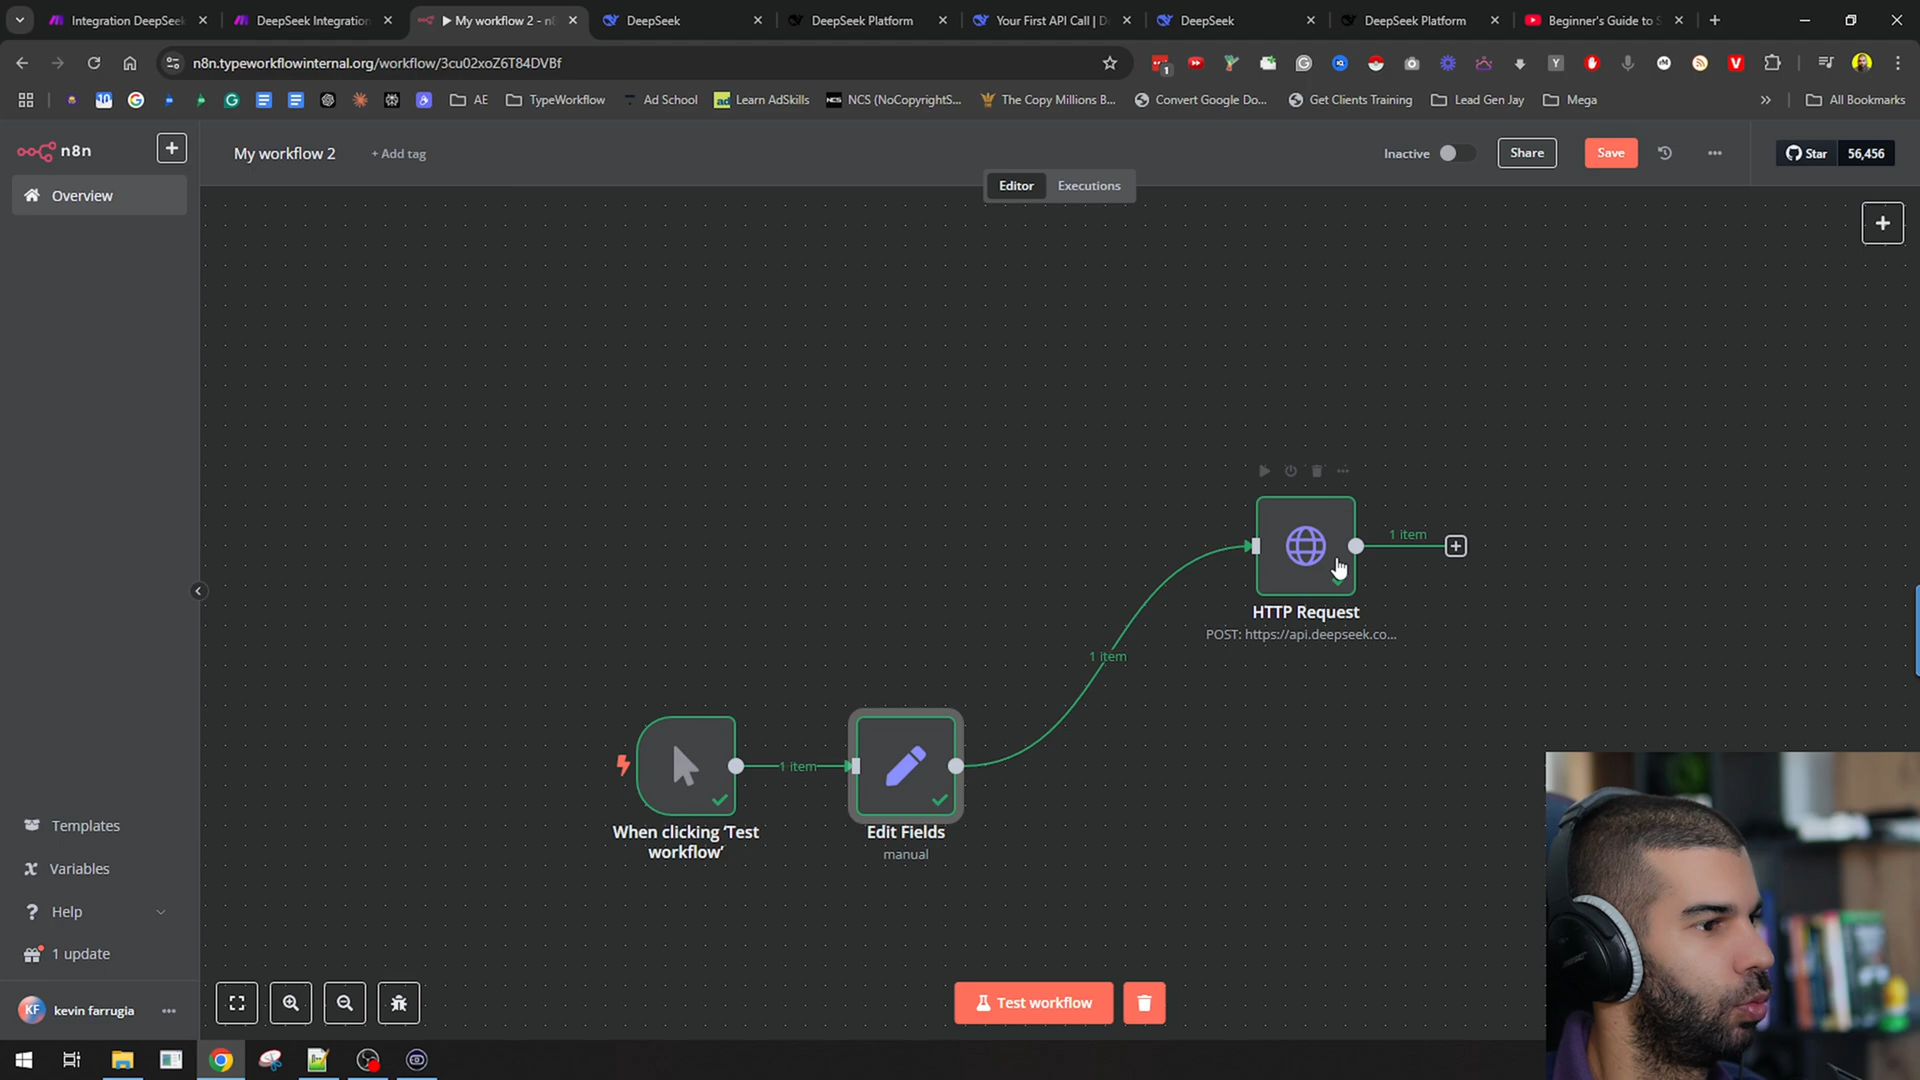 Integration DeepSeek
DeepSeek Integration
My workflow 2 - n8
DeepSeek
DeepSeek Platform
Your First API Call | D
DeepSeek
DeepSeek Platform
Beginner's Guide to S
n8n.typeworkflowinternal.org/workflow/3cu02xoZ6T84DVBf
AE
TypeWorkflow
Ad School
Learn AdSkills
NCS (NoCopyrightS...
The Copy Millions B...
Convert Google Do...
Get Clients Training
Lead Gen Jay
Mega
All Bookmarks
n8n
My workflow 2
+ Add tag
Inactive
Share
Save
Star
56,456
Overview
Editor
Executions
1 item
HTTP Request
POST: https://api.deepseek.co...
1 item
1 item
When clicking ‘Test
workflow’
Edit Fields
manual
Templates
Variables
Help
1 update
KF
kevin farrugia
Test workflow